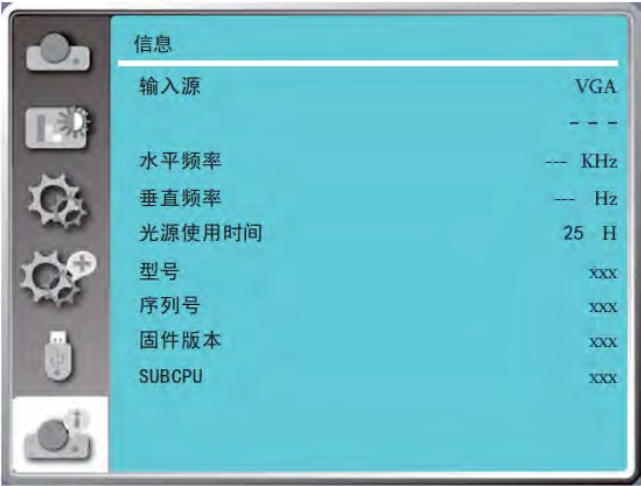 信息
输入源 VGA
- - -
水平频率 --- KHz
垂直频率 --- Hz
光源使用时间 25 H
型号 xxx
序列号 xxx
固件版本 xxx
SUBCPU xxx